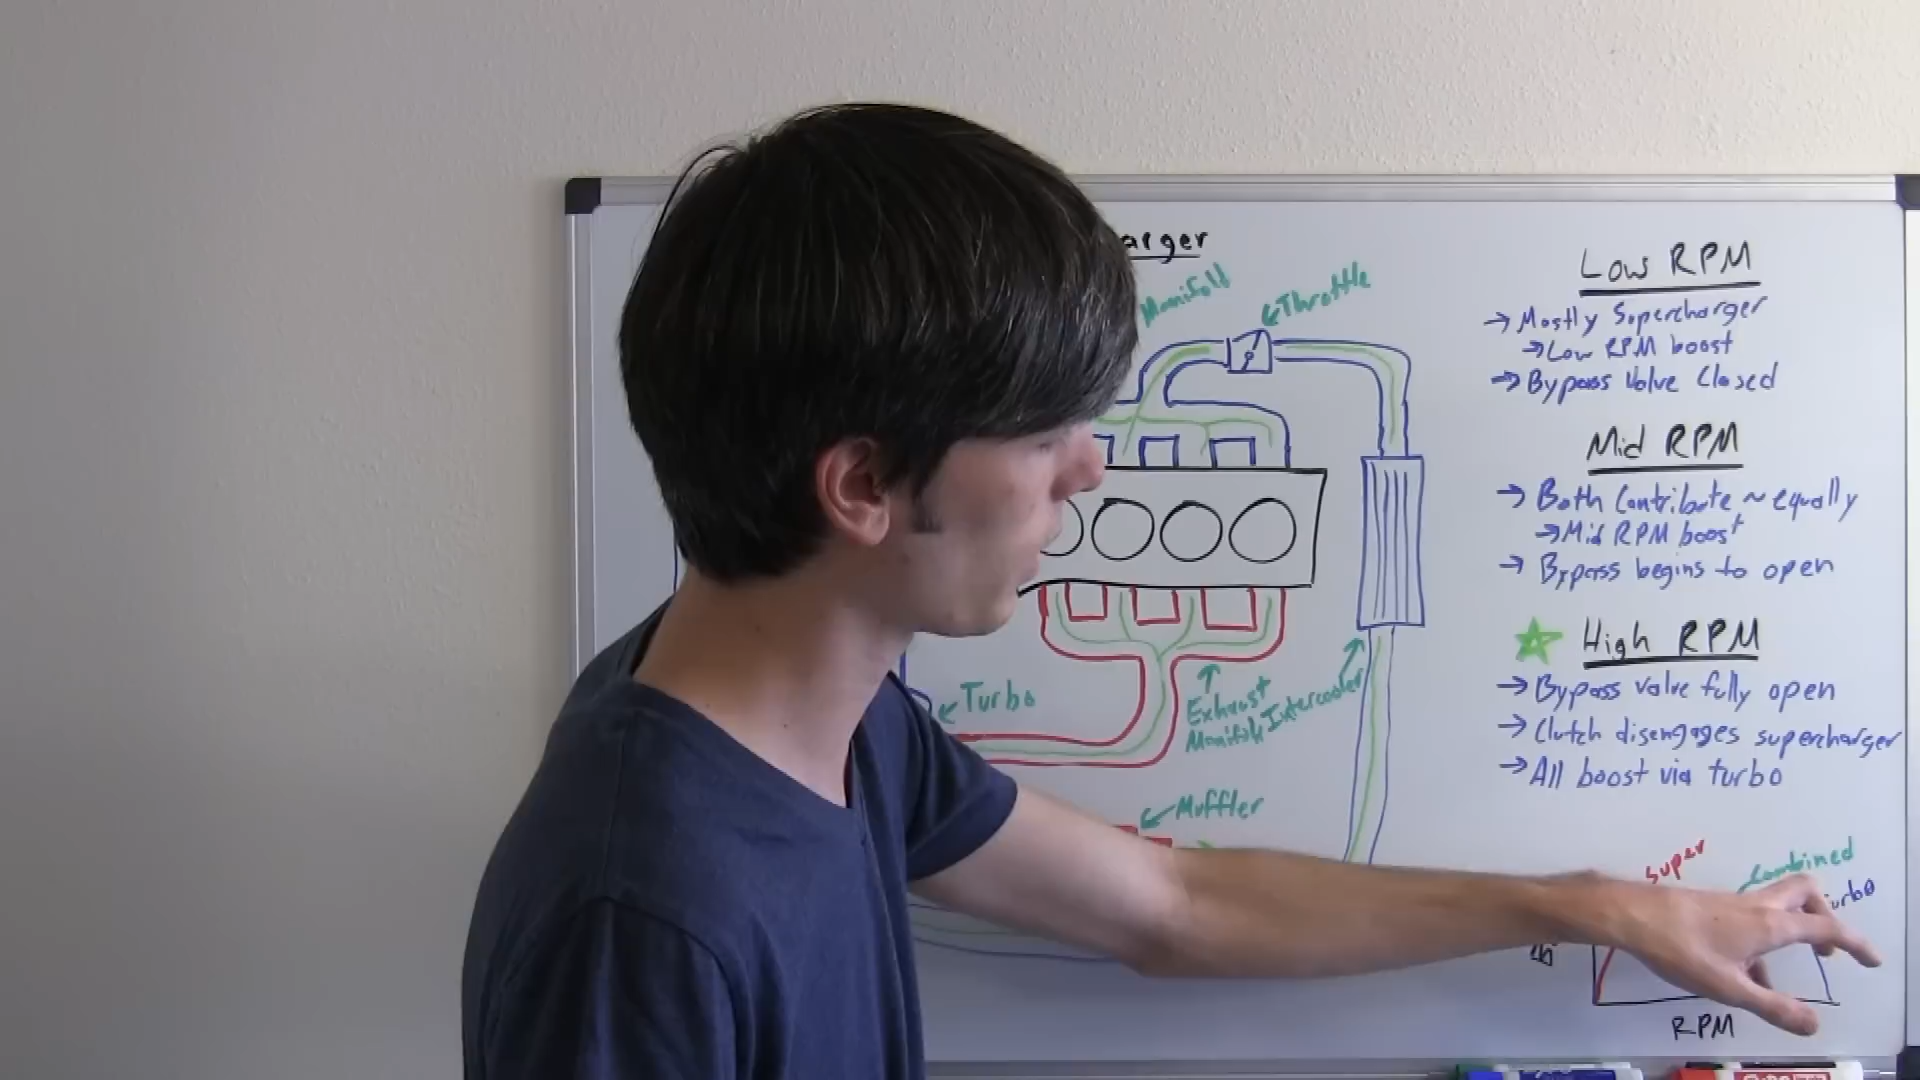 arger
Manifold
Throttle
Turbo
Exhaust
Manifold
Intercooler
Muffler
Low RPM
→ Mostly Supercharger
→ Low RPM boost
→ Bypass Valve Closed
Mid RPM
→ Both Contribute ~ equally
→ Mid RPM boost
→ Bypass begins to open
High RPM
→ Bypass valve fully open
→ Clutch disengages supercharger
→ All boost via turbo
Super
Combined
urbo
RPM